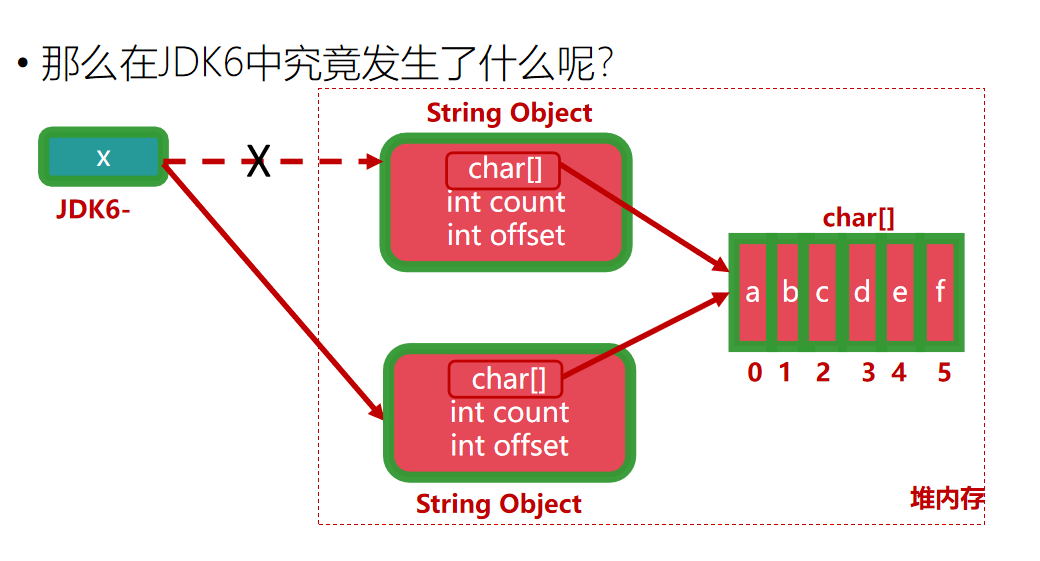 • 那么在JDK6中究竟发生了什么呢?
String Object
x
X
JDK6-
char[]
int count
int offset
char[]
a b c d e f
0 1 2 3 4 5
char[]
int count
int offset
String Object
堆内存